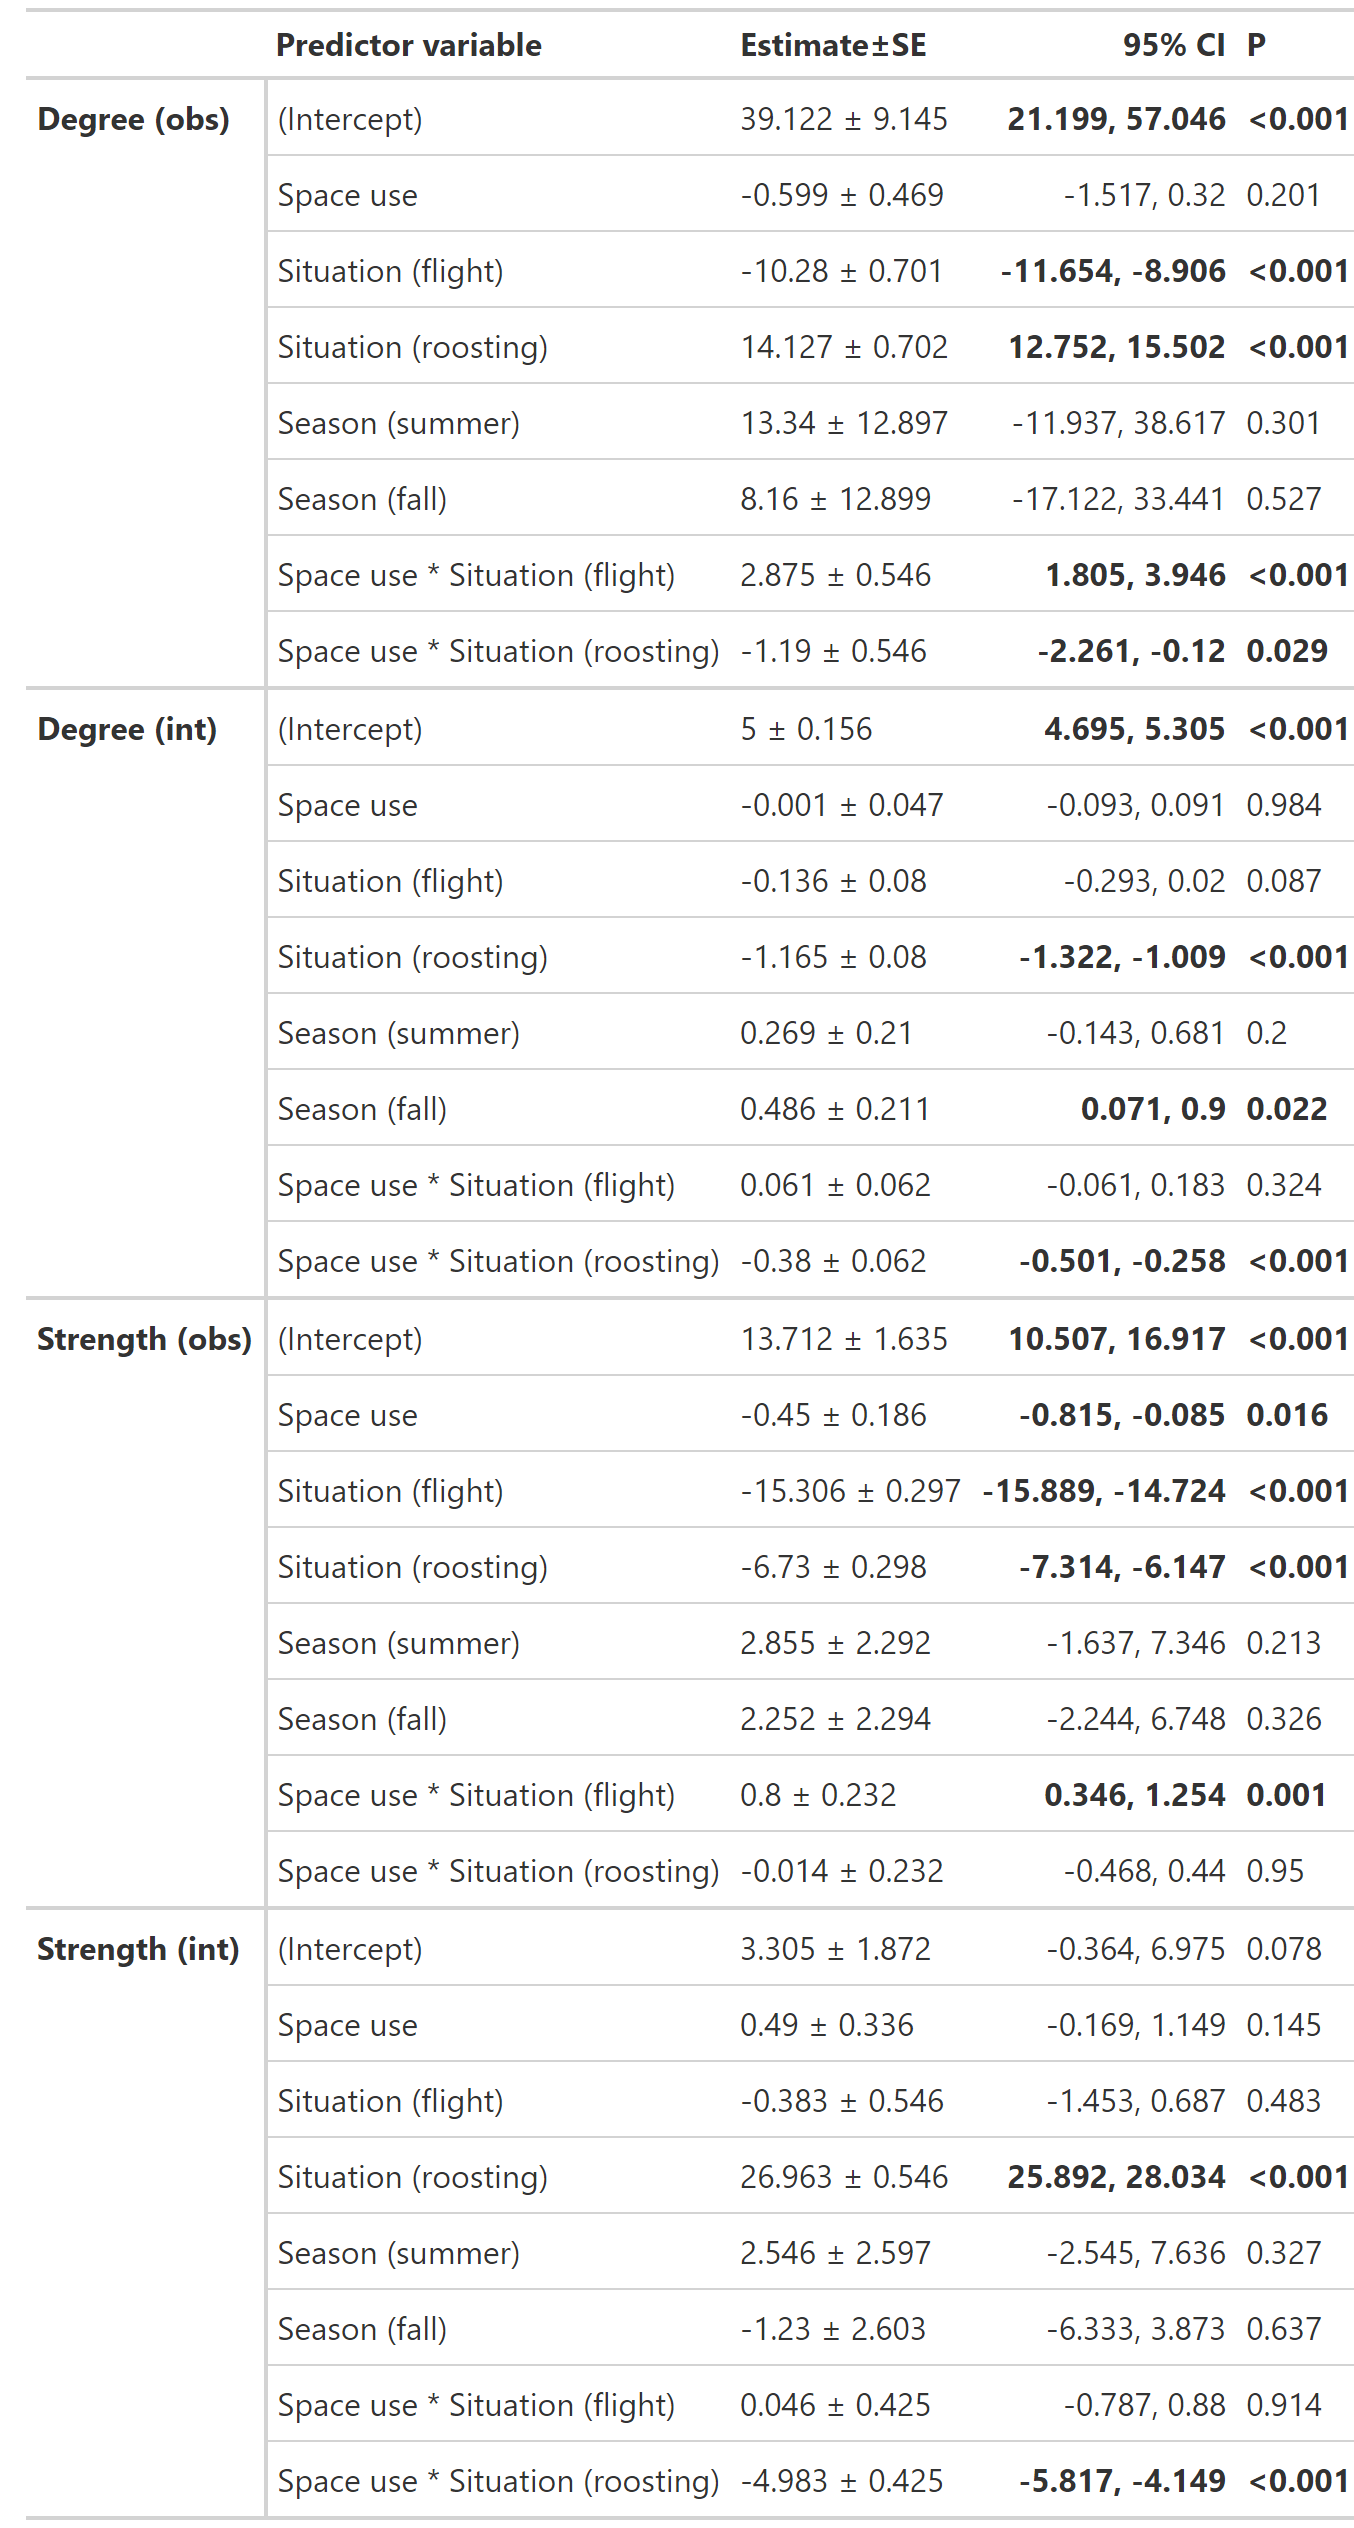 Predictor variable Estimate±SE 95% CI P
Degree (obs) (Intercept) 39.122 ± 9.145 21.199, 57.046 <0.001
Space use -0.599 ± 0.469 -1.517, 0.32 0.201
Situation (flight) -10.28 ± 0.701 -11.654, -8.906 <0.001
Situation (roosting) 14.127 ± 0.702 12.752, 15.502 <0.001
Season (summer) 13.34 ± 12.897 -11.937, 38.617 0.301
Season (fall) 8.16 ± 12.899 -17.122, 33.441 0.527
Space use * Situation (flight) 2.875 ± 0.546 1.805, 3.946 <0.001
Space use * Situation (roosting) -1.19 ± 0.546 -2.261, -0.12 0.029
Degree (int) (Intercept) 5 ± 0.156 4.695, 5.305 <0.001
Space use -0.001 ± 0.047 -0.093, 0.091 0.984
Situation (flight) -0.136 ± 0.08 -0.293, 0.02 0.087
Situation (roosting) -1.165 ± 0.08 -1.322, -1.009 <0.001
Season (summer) 0.269 ± 0.21 -0.143, 0.681 0.2
Season (fall) 0.486 ± 0.211 0.071, 0.9 0.022
Space use * Situation (flight) 0.061 ± 0.062 -0.061, 0.183 0.324
Space use * Situation (roosting) -0.38 ± 0.062 -0.501, -0.258 <0.001
Strength (obs) (Intercept) 13.712 ± 1.635 10.507, 16.917 <0.001
Space use -0.45 ± 0.186 -0.815, -0.085 0.016
Situation (flight) -15.306 ± 0.297 -15.889, -14.724 <0.001
Situation (roosting) -6.73 ± 0.298 -7.314, -6.147 <0.001
Season (summer) 2.855 ± 2.292 -1.637, 7.346 0.213
Season (fall) 2.252 ± 2.294 -2.244, 6.748 0.326
Space use * Situation (flight) 0.8 ± 0.232 0.346, 1.254 0.001
Space use * Situation (roosting) -0.014 ± 0.232 -0.468, 0.44 0.95
Strength (int) (Intercept) 3.305 ± 1.872 -0.364, 6.975 0.078
Space use 0.49 ± 0.336 -0.169, 1.149 0.145
Situation (flight) -0.383 ± 0.546 -1.453, 0.687 0.483
Situation (roosting) 26.963 ± 0.546 25.892, 28.034 <0.001
Season (summer) 2.546 ± 2.597 -2.545, 7.636 0.327
Season (fall) -1.23 ± 2.603 -6.333, 3.873 0.637
Space use * Situation (flight) 0.046 ± 0.425 -0.787, 0.88 0.914
Space use * Situation (roosting) -4.983 ± 0.425 -5.817, -4.149 <0.001